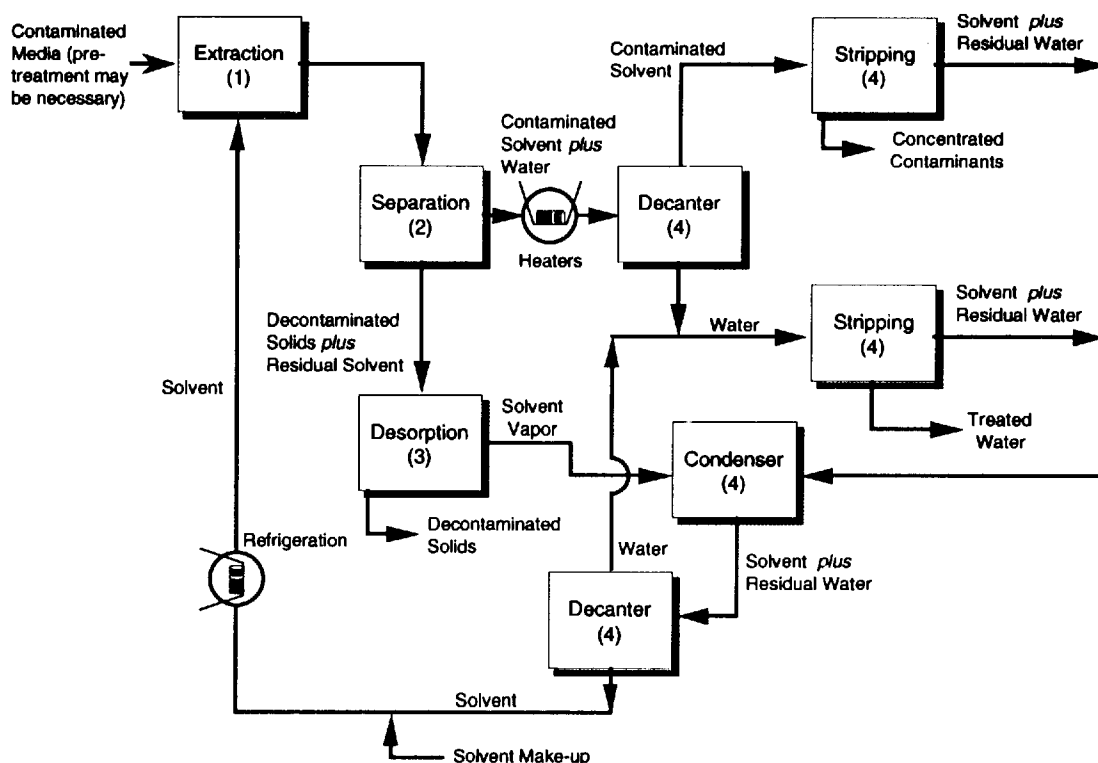 Contaminated
Media (pre-
treatment may
be necessary)
Extraction
(1)
Contaminated
Solvent
Stripping
(4)
Solvent plus
Residual Water
Concentrated
Contaminants
Contaminated
Solvent plus
Water
Separation
(2)
Heaters
Decanter
(4)
Decontaminated
Solids plus
Residual Solvent
Water
Stripping
(4)
Solvent plus
Residual Water
Treated
Water
Solvent
Desorption
(3)
Solvent
Vapor
Condenser
(4)
Decontaminated
Solids
Refrigeration
Water
Solvent plus
Residual Water
Decanter
(4)
Solvent
Solvent Make-up